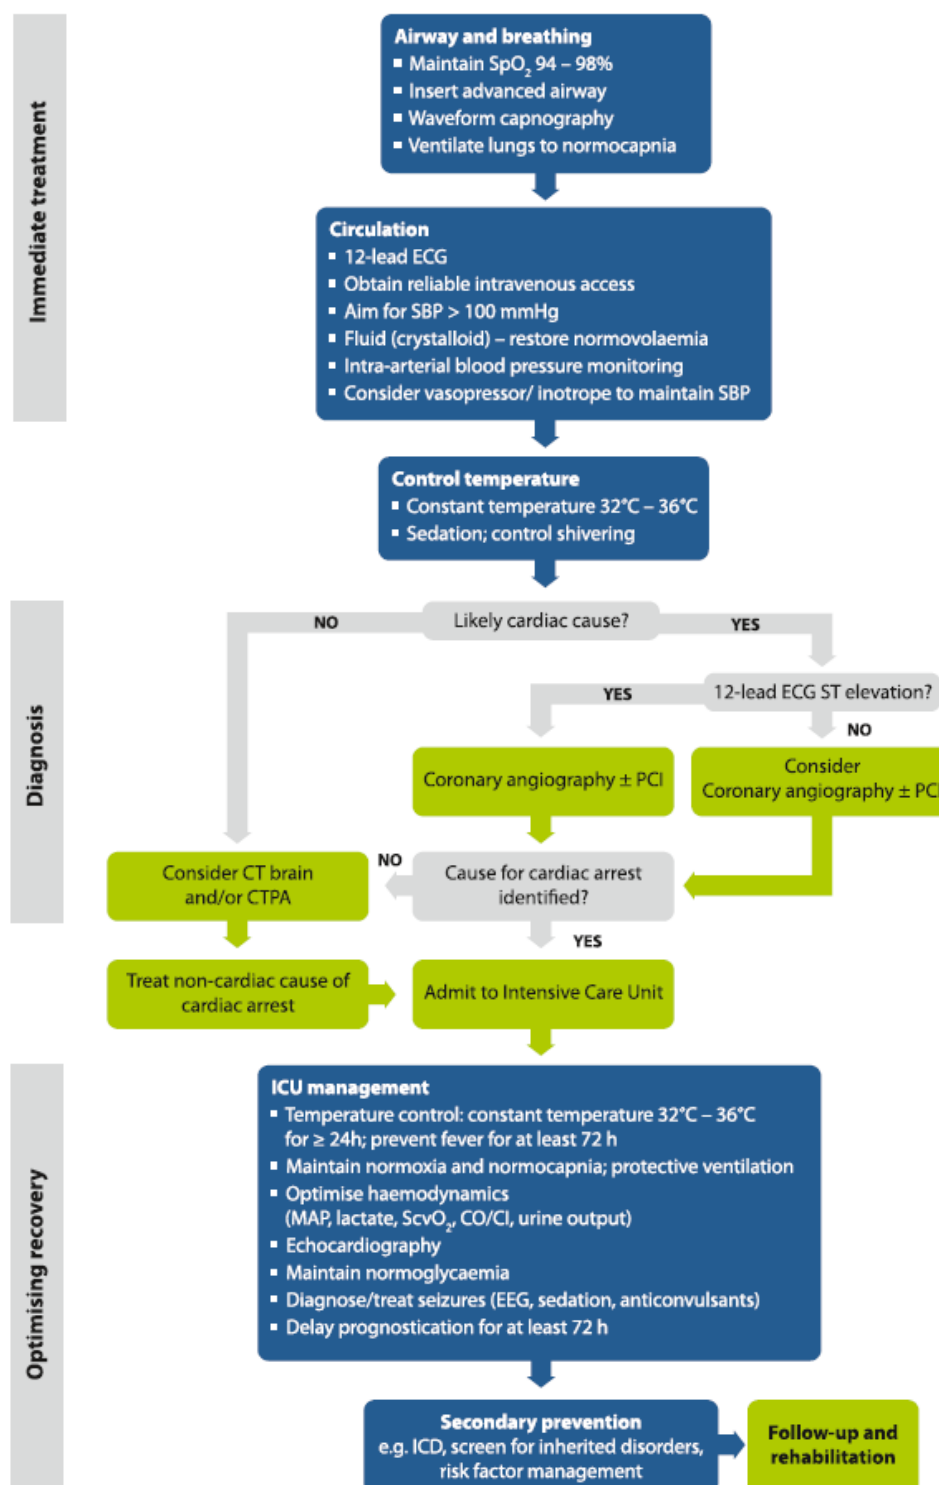 Immediate treatment
Airway and breathing
▪ Maintain SpO₂ 94 – 98%
▪ Insert advanced airway
▪ Waveform capnography
▪ Ventilate lungs to normocapnia
Circulation
▪ 12-lead ECG
▪ Obtain reliable intravenous access
▪ Aim for SBP > 100 mmHg
▪ Fluid (crystalloid) – restore normovolaemia
▪ Intra-arterial blood pressure monitoring
▪ Consider vasopressor/ inotrope to maintain SBP
Control temperature
▪ Constant temperature 32°C – 36°C
▪ Sedation; control shivering
Diagnosis
Likely cardiac cause?
NO
YES
12-lead ECG ST elevation?
YES
NO
Coronary angiography ± PCI
Consider
Coronary angiography ± PCI
Cause for cardiac arrest
identified?
NO
YES
Consider CT brain
and/or CTPA
Treat non-cardiac cause of
cardiac arrest
Admit to Intensive Care Unit
Optimising recovery
ICU management
▪ Temperature control: constant temperature 32°C – 36°C
for ≥ 24h; prevent fever for at least 72 h
▪ Maintain normoxia and normocapnia; protective ventilation
▪ Optimise haemodynamics
(MAP, lactate, ScvO₂, CO/CI, urine output)
▪ Echocardiography
▪ Maintain normoglycaemia
▪ Diagnose/treat seizures (EEG, sedation, anticonvulsants)
▪ Delay prognostication for at least 72 h
Secondary prevention
e.g. ICD, screen for inherited disorders,
risk factor management
Follow-up and
rehabilitation